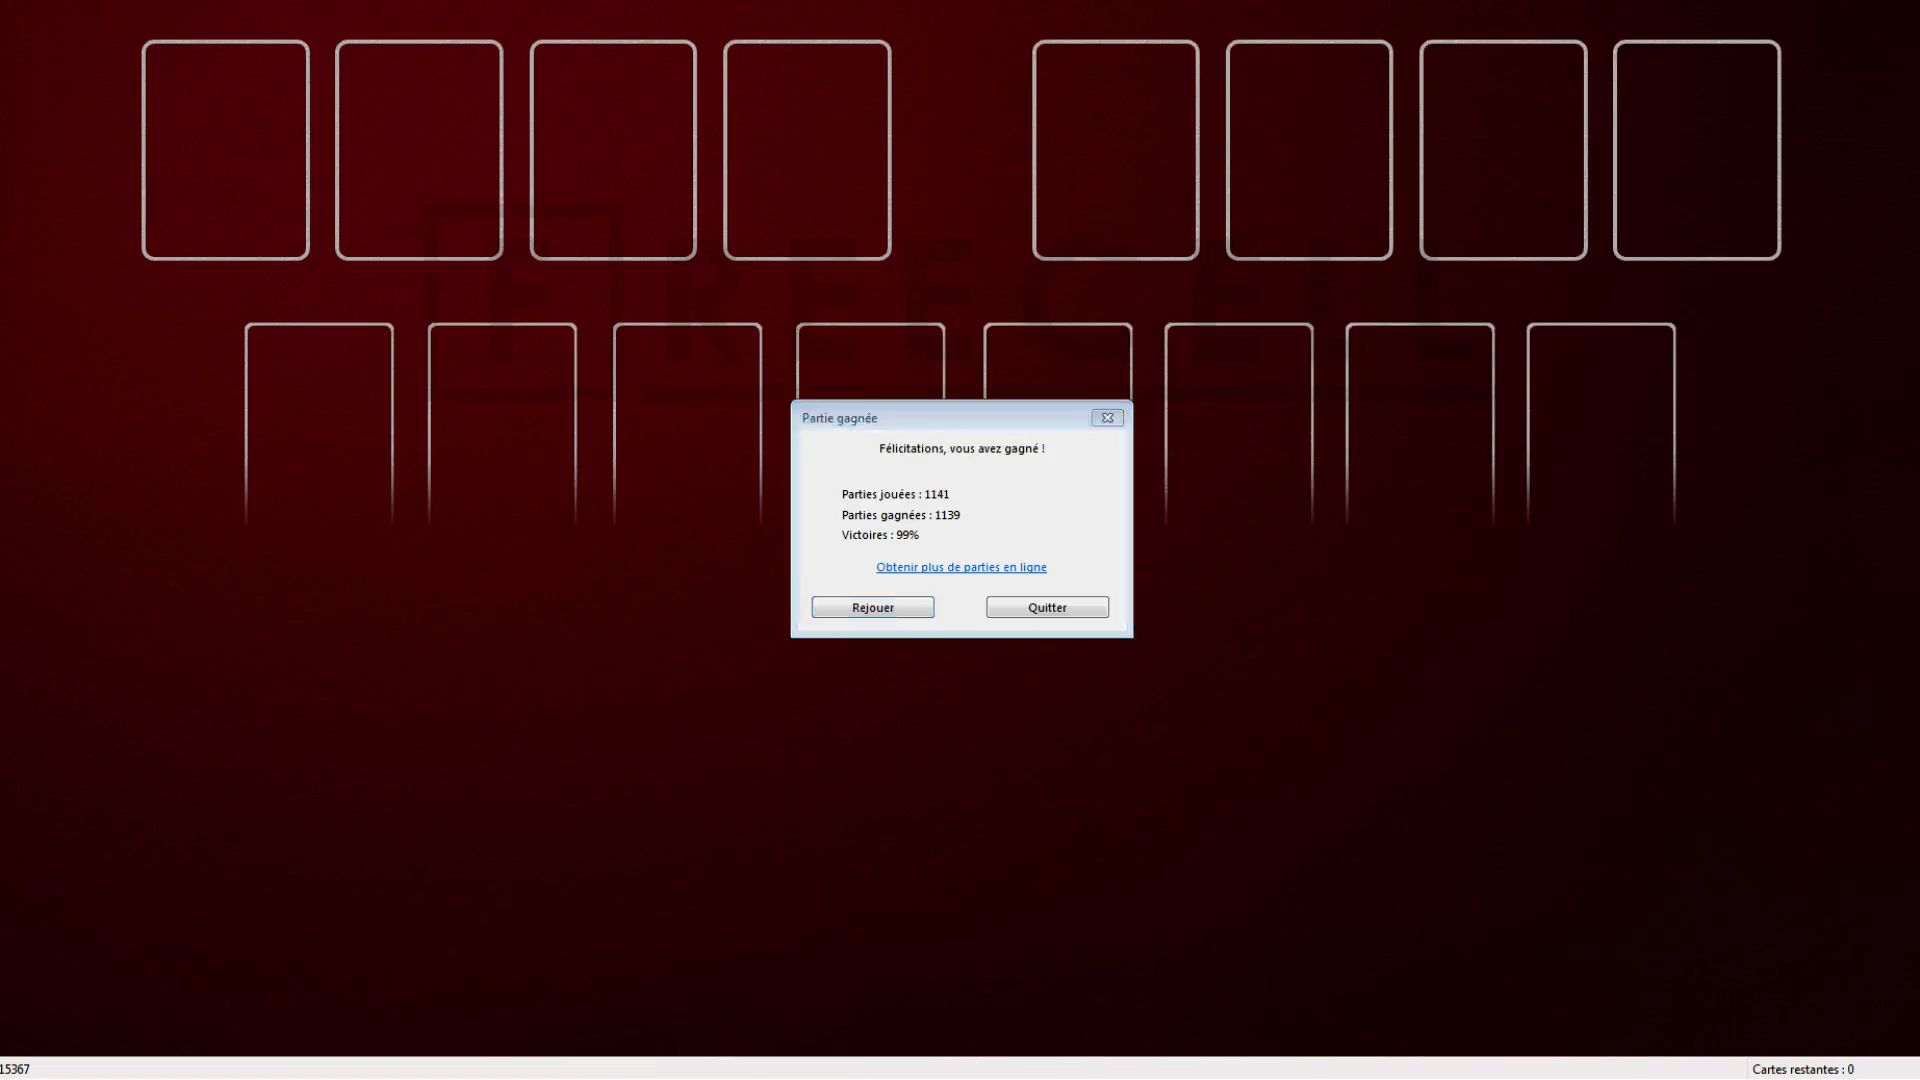 FREECELL
Partie gagnée
Félicitations, vous avez gagné !
Parties jouées : 1141
Parties gagnées : 1139
Victoires : 99%
Obtenir plus de parties en ligne
Rejouer
Quitter
15367
Cartes restantes : 0